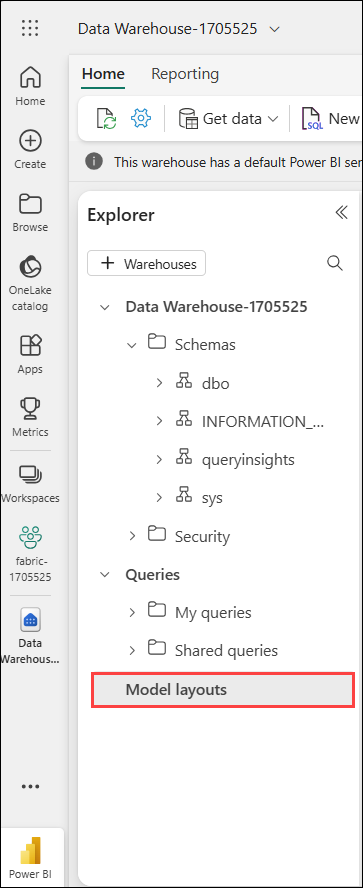 Data Warehouse-1705525
Home
Create
Browse
OneLake
catalog
Apps
Metrics
Workspaces
fabric-
1705525
Data
Warehous...
Power BI
Home Reporting
Get data SQL New
This warehouse has a default Power BI ser
Explorer
+ Warehouses
Data Warehouse-1705525
Schemas
dbo
INFORMATION_...
queryinsights
sys
Security
Queries
My queries
Shared queries
Model layouts